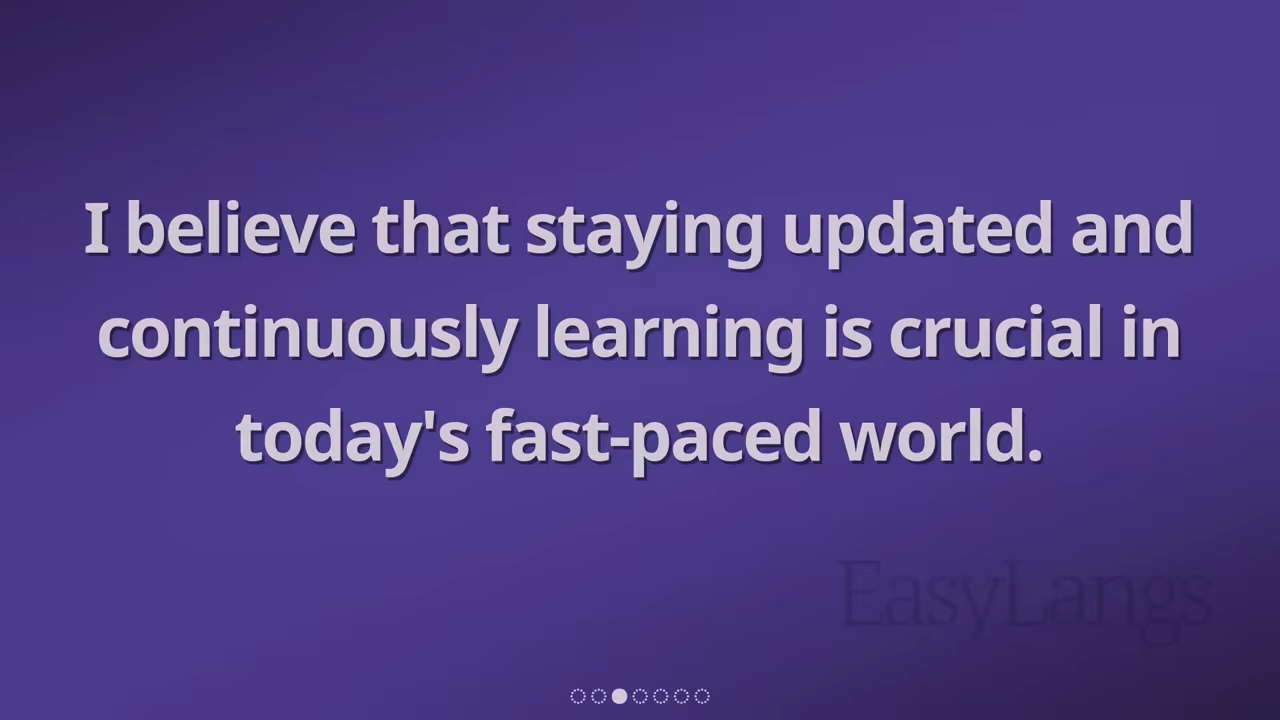 I believe that staying updated and
continuously learning is crucial in
today's fast-paced world.
EasyLangs